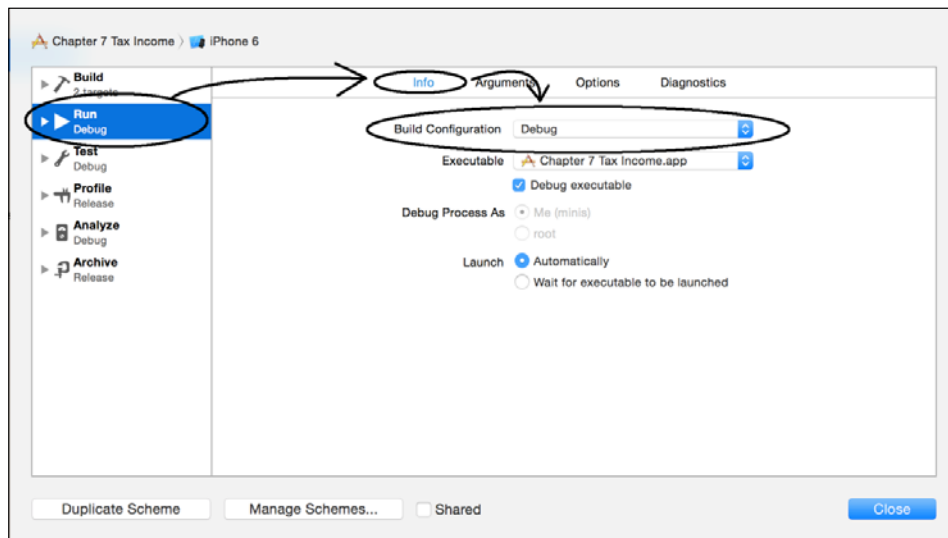 Chapter 7 Tax Income 〉 iPhone 6
Build
2 targets
Run
Debug
Test
Debug
Profile
Release
Analyze
Debug
Archive
Release
Info Arguments Options Diagnostics
Build Configuration Debug
Executable Chapter 7 Tax Income.app
Debug executable
Debug Process As Me (minis)
root
Launch Automatically
Wait for executable to be launched
Duplicate Scheme Manage Schemes... Shared Close